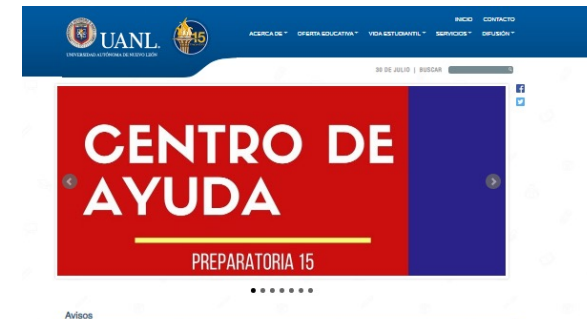 INICIO CONTACTO
UANL
UNIVERSIDAD AUTÓNOMA DE NUEVO LEÓN
15
ACERCA DE OFERTA EDUCATIVA VIDA ESTUDIANTIL SERVICIOS DIFUSIÓN
30 DE JULIO | BUSCAR
CENTRO DE
AYUDA
PREPARATORIA 15
Avisos